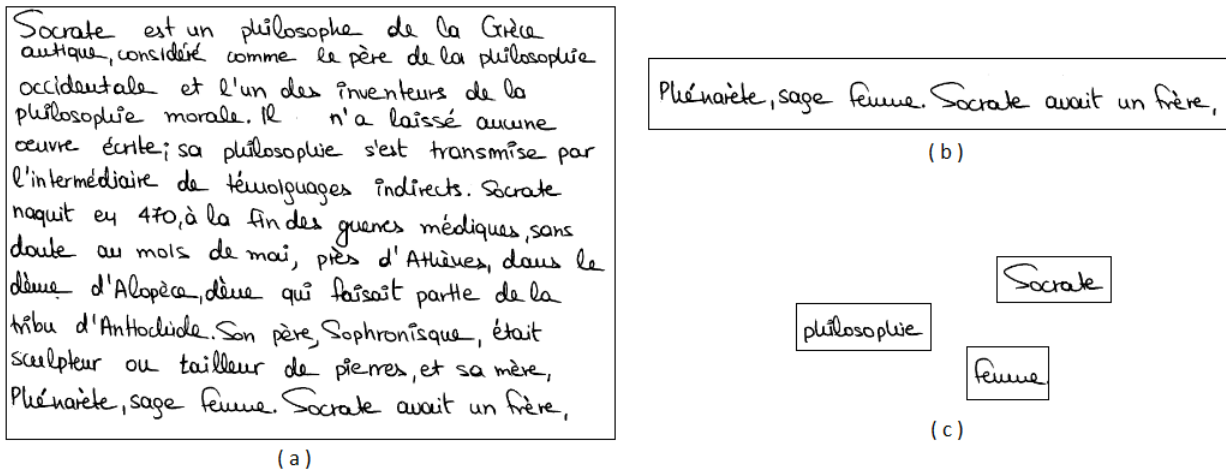 Socrate est un philosophe de la Grèce
antique, considéré comme le père de la philosophie
occidentale et l'un des inventeurs de la
philosophie morale. Il n'a laissé aucune
œuvre écrite; sa philosophie s'est transmise par
l'intermédiaire de témoignages indirects. Socrate
naquit en 470, à la fin des guerres médiques, sans
doute au mois de mai, près d'Athènes, dans le
dème d'Alopèce, dème qui faisait partie de la
tribu d'Antiochide. Son père, Sophronisque, était
sculpteur ou tailleur de pierres, et sa mère,
Phénarète, sage femme. Socrate avait un frère,
( a )
Phénarète, sage femme. Socrate avait un frère,
( b )
Socrate
philosophie
femme.
( c )